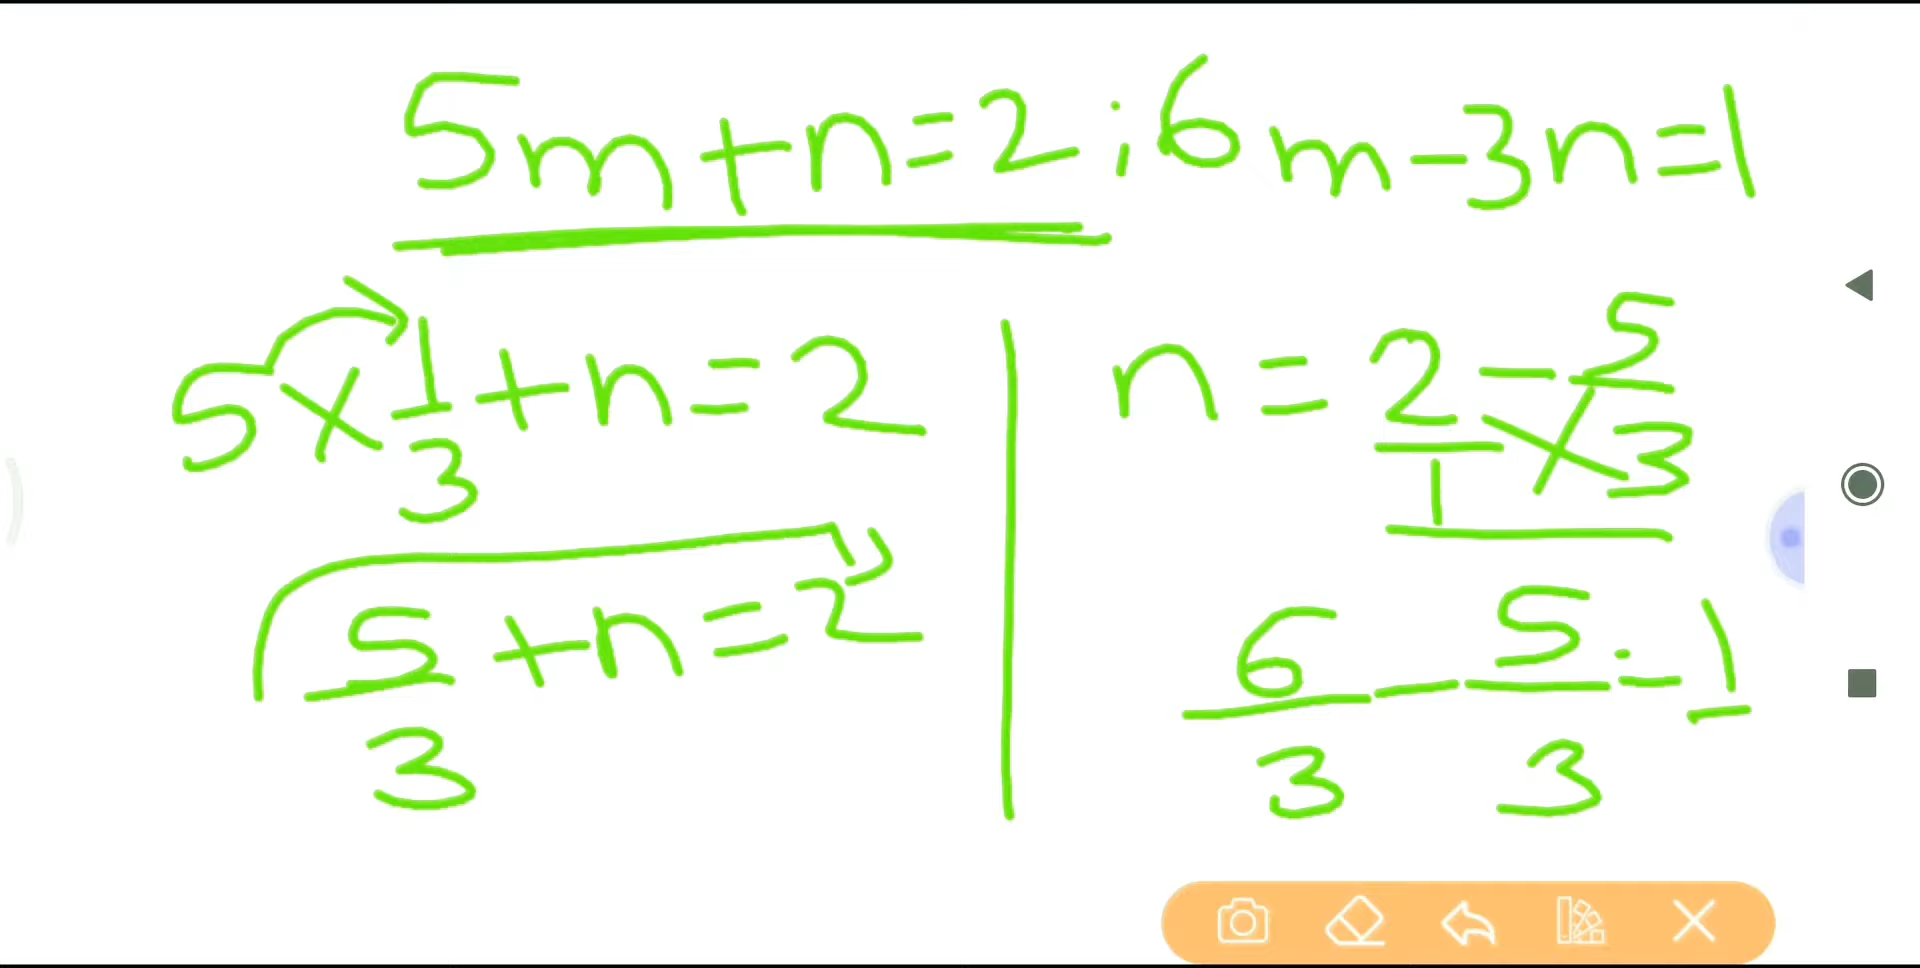 5m+n=2; 6m-3n=1
5×1/3+n=2
5/3+n=2
n=2/1-5/3
6/3-5/3=1